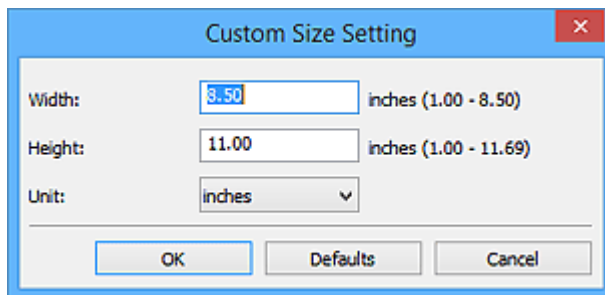 Custom Size Setting
Width: 8.50 inches (1.00 - 8.50)
Height: 11.00 inches (1.00 - 11.69)
Unit: inches
OK Defaults Cancel